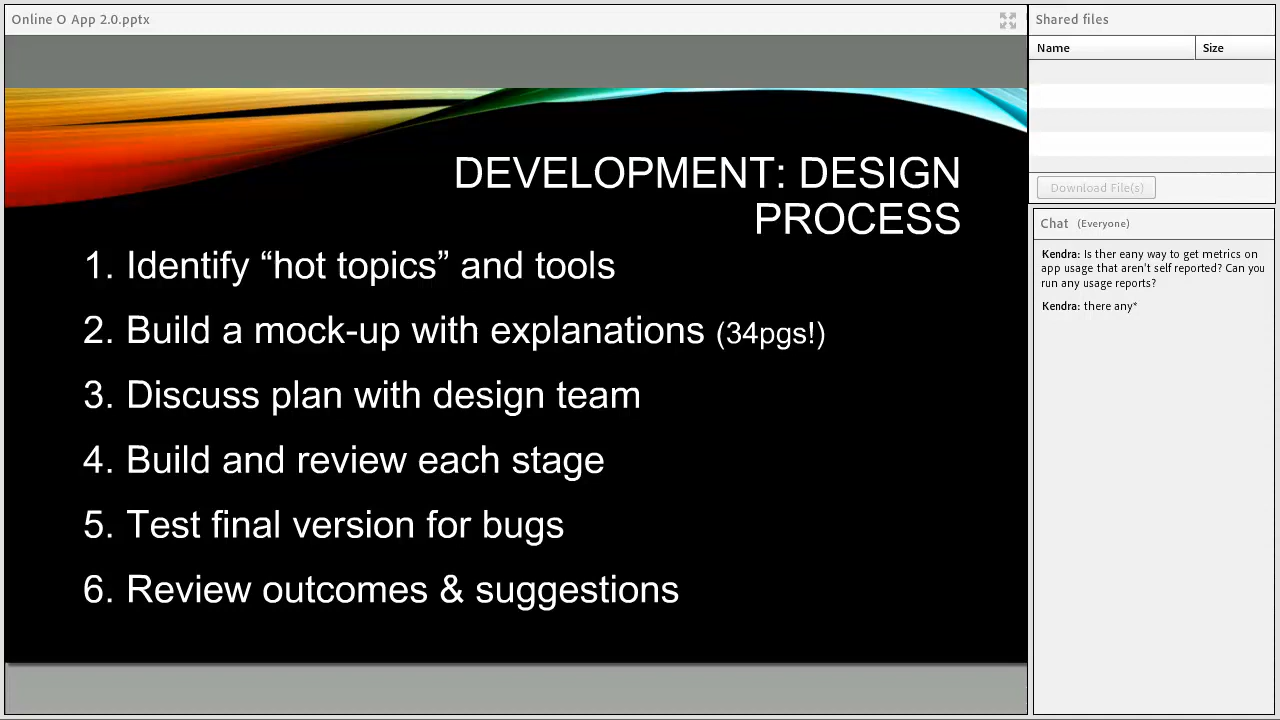 Online O App 2.0.pptx
DEVELOPMENT: DESIGN
PROCESS
1. Identify “hot topics” and tools
2. Build a mock-up with explanations (34pgs!)
3. Discuss plan with design team
4. Build and review each stage
5. Test final version for bugs
6. Review outcomes & suggestions
Shared files
Name Size
Download File(s)
Chat (Everyone)
Kendra: Is ther eany way to get metrics on
app usage that aren't self reported? Can you
run any usage reports?
Kendra: there any*